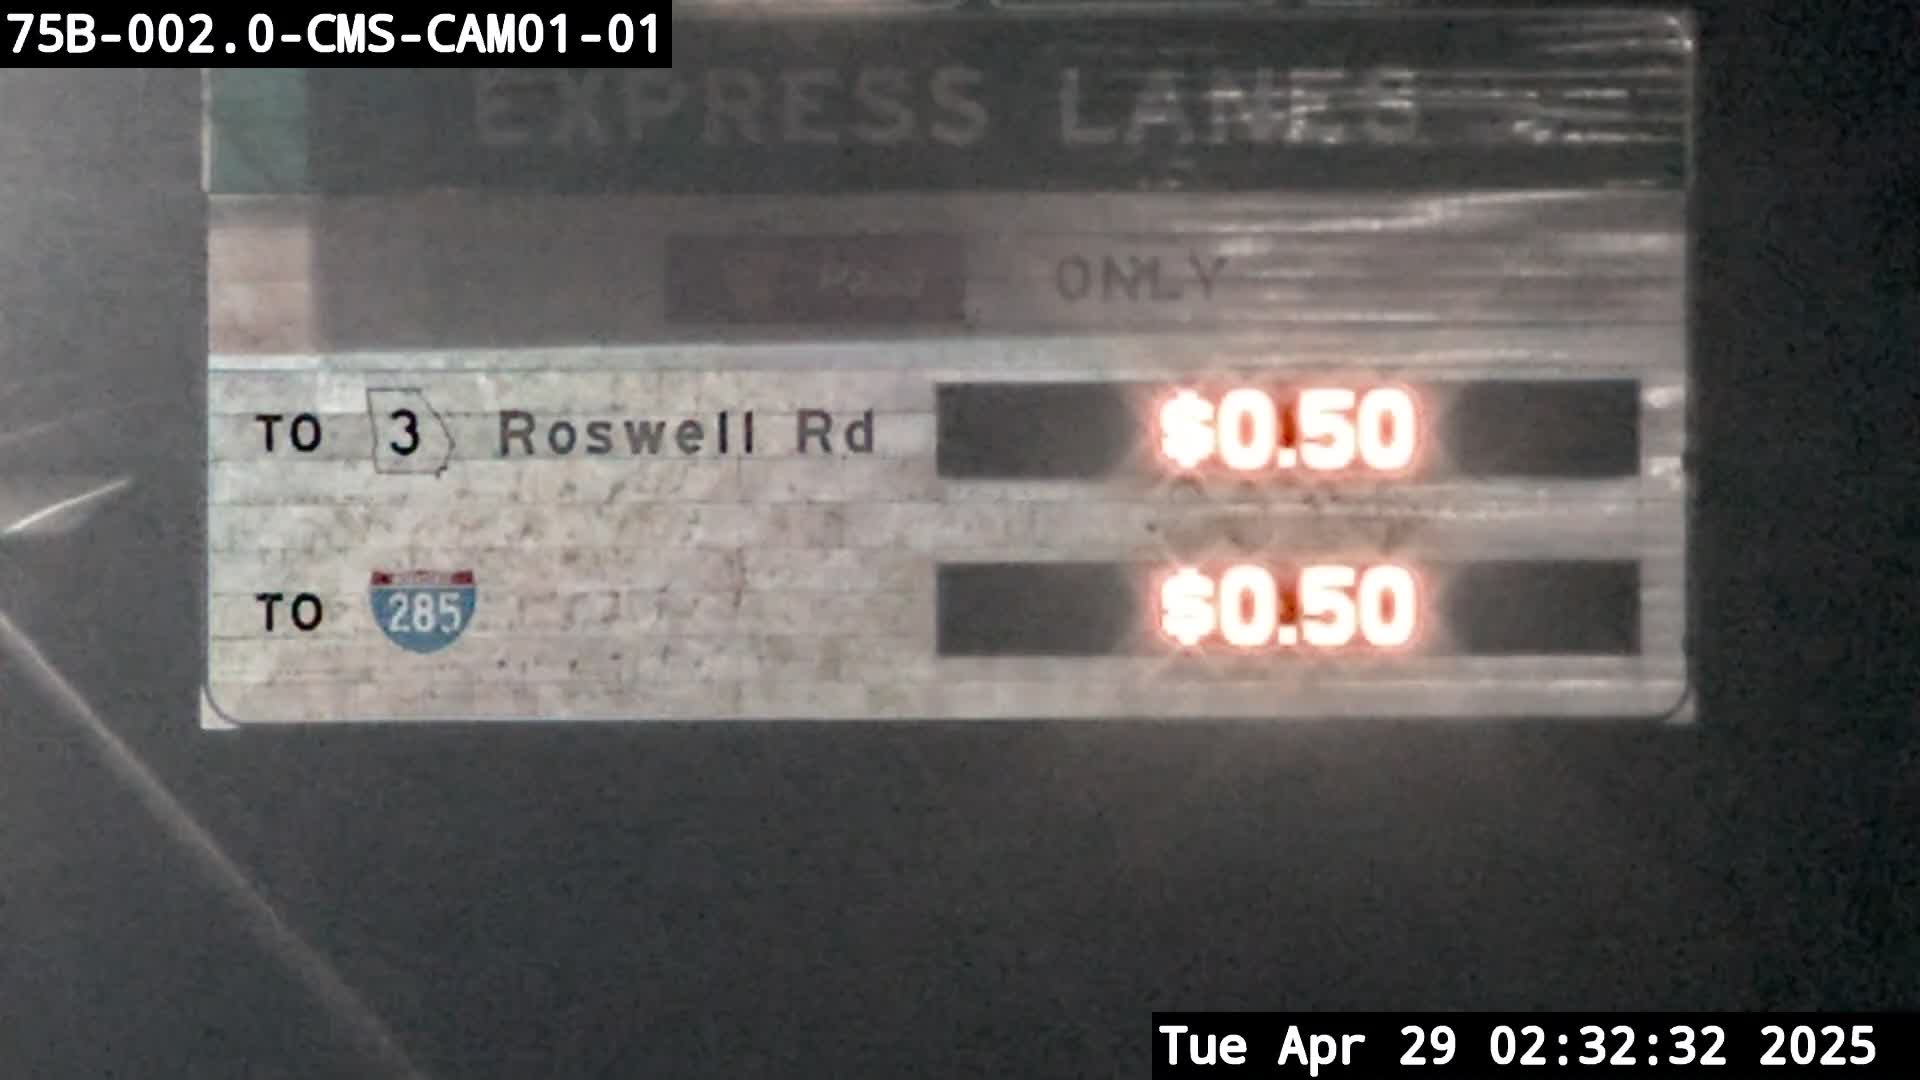 75B-002.0-CMS-CAM01-01
EXPRESS LANES
ONLY
TO 3 Roswell Rd $0.50
TO 285 $0.50
Tue Apr 29 02:32:32 2025